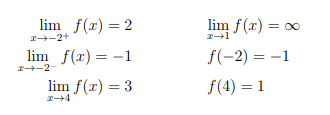 lim_{x→-2⁺} f(x) = 2    lim_{x→1} f(x) = ∞
lim_{x→-2⁻} f(x) = -1    f(-2) = -1
lim_{x→4} f(x) = 3    f(4) = 1